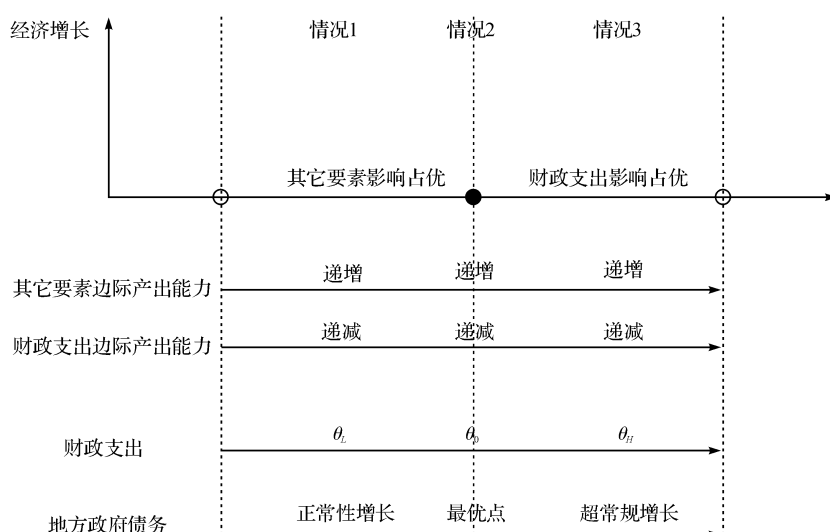 经济增长 情况1 情况2 情况3
其它要素影响占优 财政支出影响占优
其它要素边际产出能力 递增 递增 递增
财政支出边际产出能力 递减 递减 递减
财政支出 θL θ0 θH
地方政府债务 正常性增长 最优点 超常规增长